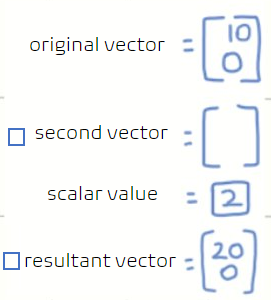 original vector = [10
0]
second vector = [ ]
scalar value = 2
resultant vector = [20
0]